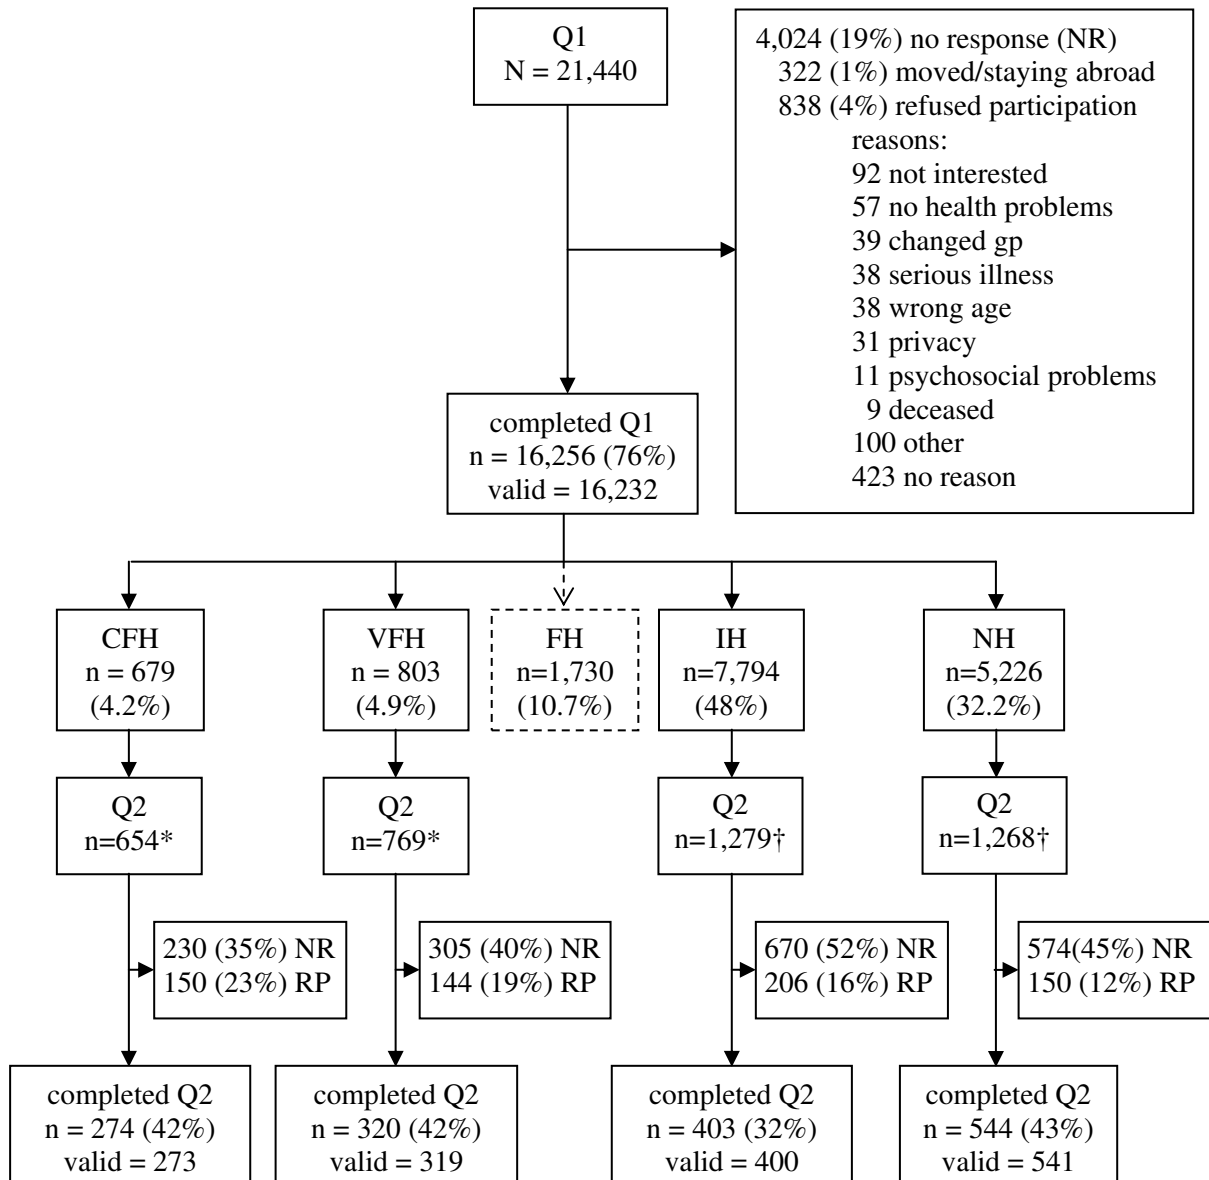 Q1
N = 21,440
4,024 (19%) no response (NR)
322 (1%) moved/staying abroad
838 (4%) refused participation
reasons:
92 not interested
57 no health problems
39 changed gp
38 serious illness
38 wrong age
31 privacy
11 psychosocial problems
9 deceased
100 other
423 no reason
completed Q1
n = 16,256 (76%)
valid = 16,232
CFH
n = 679
(4.2%)
VFH
n = 803
(4.9%)
FH
n=1,730
(10.7%)
IH
n=7,794
(48%)
NH
n=5,226
(32.2%)
Q2
n=654*
Q2
n=769*
Q2
n=1,279†
Q2
n=1,268†
230 (35%) NR
150 (23%) RP
305 (40%) NR
144 (19%) RP
670 (52%) NR
206 (16%) RP
574(45%) NR
150 (12%) RP
completed Q2
n = 274 (42%)
valid = 273
completed Q2
n = 320 (42%)
valid = 319
completed Q2
n = 403 (32%)
valid = 400
completed Q2
n = 544 (43%)
valid = 541